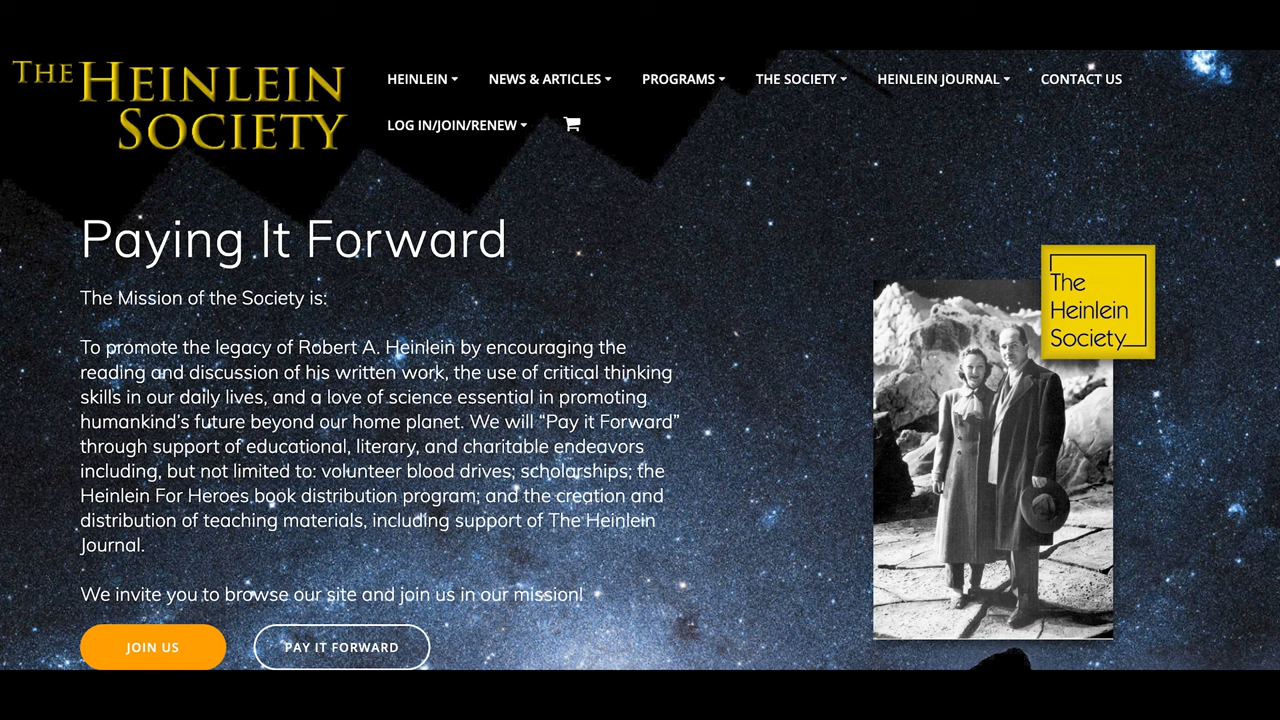 THE HEINLEIN
SOCIETY
HEINLEIN
NEWS & ARTICLES
PROGRAMS
THE SOCIETY
HEINLEIN JOURNAL
CONTACT US
LOG IN/JOIN/RENEW
Paying It Forward
The Mission of the Society is:
To promote the legacy of Robert A. Heinlein by encouraging the
reading and discussion of his written work, the use of critical thinking
skills in our daily lives, and a love of science essential in promoting
humankind’s future beyond our home planet. We will “Pay it Forward”
through support of educational, literary, and charitable endeavors
including, but not limited to: volunteer blood drives; scholarships; the
Heinlein For Heroes book distribution program; and the creation and
distribution of teaching materials, including support of The Heinlein
Journal.
We invite you to browse our site and join us in our mission!
JOIN US
PAY IT FORWARD
The
Heinlein
Society